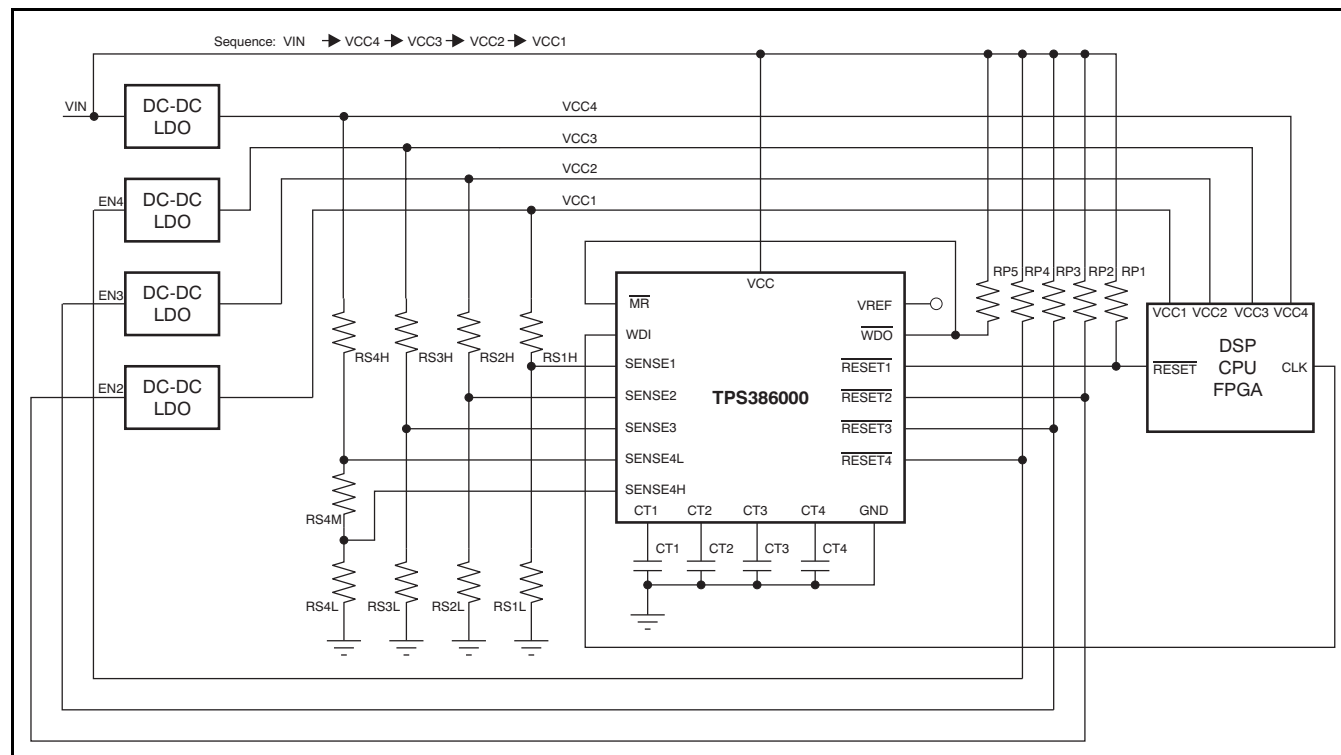 Sequence: VIN → VCC4 → VCC3 → VCC2 → VCC1
VIN
DC-DC
LDO
VCC4
VCC3
EN4
DC-DC
LDO
VCC2
VCC1
EN3
DC-DC
LDO
EN2
DC-DC
LDO
RS4H
RS3H
RS2H
RS1H
RS4M
RS4L
RS3L
RS2L
RS1L
VCC
MR
VREF
WDI
WDO
SENSE1
RESET1
TPS386000
SENSE2
RESET2
SENSE3
RESET3
SENSE4L
RESET4
SENSE4H
CT1
CT2
CT3
CT4
GND
CT1
CT2
CT3
CT4
RP5
RP4
RP3
RP2
RP1
VCC1
VCC2
VCC3
VCC4
DSP
CPU
FPGA
RESET
CLK